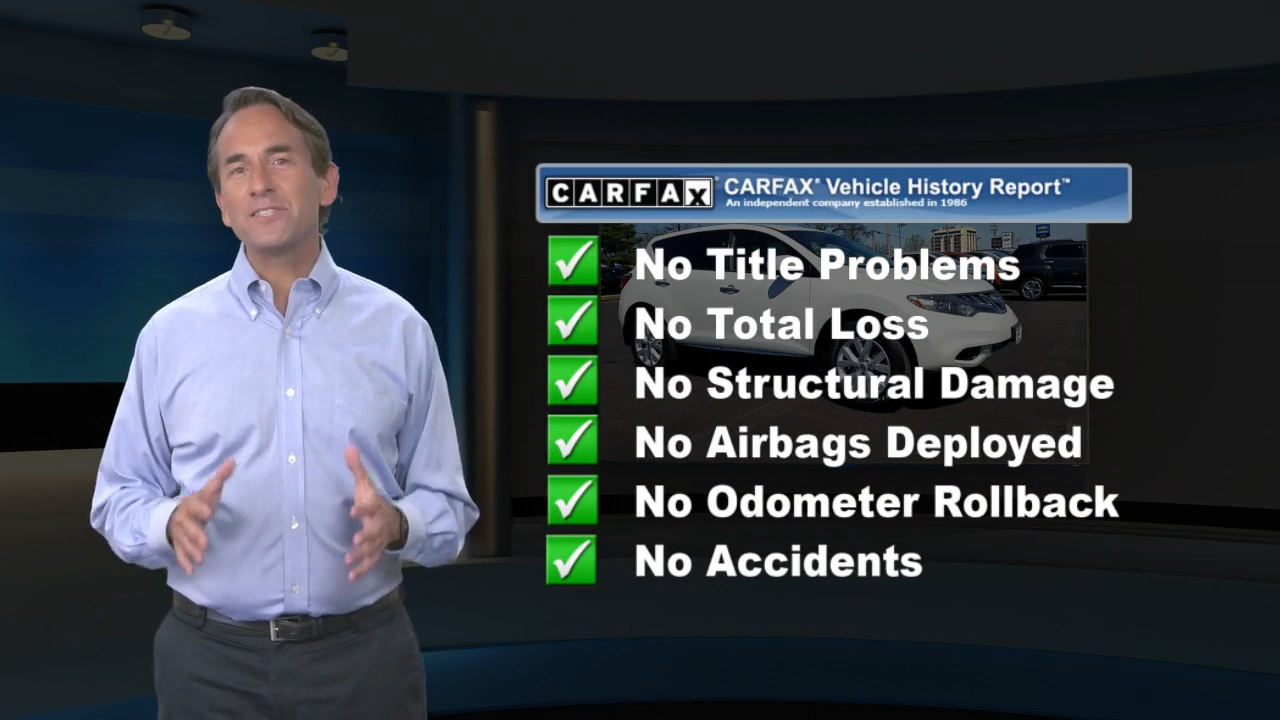 CARFAX
CARFAX® Vehicle History Report™
An independent company established in 1986
No Title Problems
No Total Loss
No Structural Damage
No Airbags Deployed
No Odometer Rollback
No Accidents